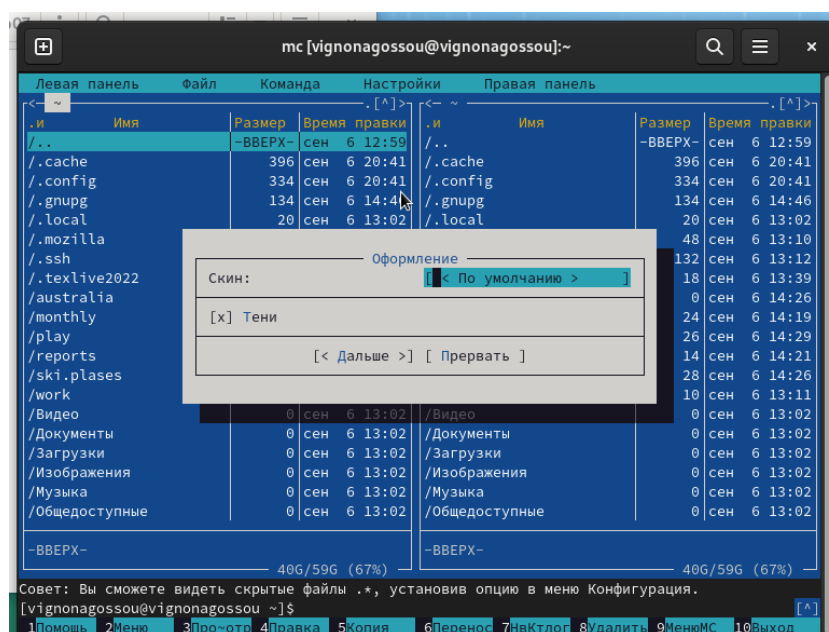 mc [vignonagossou@vignonagossou]:~
Левая панель Файл Команда Настройки Правая панель
<─ ~ .[^]> <─ ~ .[^]>
.и Имя Размер Время правки .и Имя Размер Время правки
/.. -ВВЕРХ- сен 6 12:59 /.. -ВВЕРХ- сен 6 12:59
/.cache 396 сен 6 20:41 /.cache 396 сен 6 20:41
/.config 334 сен 6 20:41 /.config 334 сен 6 20:41
/.gnupg 134 сен 6 14:4 /.gnupg 134 сен 6 14:46
/.local 20 сен 6 13:02 /.local 20 сен 6 13:02
/.mozilla 48 сен 6 13:10
/.ssh Оформление 132 сен 6 13:12
/.texlive2022 Скин: [< По умолчанию > ] 18 сен 6 13:39
/australia 0 сен 6 14:26
/monthly [x] Тени 24 сен 6 14:19
/play 26 сен 6 14:29
/reports [< Дальше >] [ Прервать ] 14 сен 6 14:21
/ski.plases 28 сен 6 14:26
/work 10 сен 6 13:11
/Видео 0 сен 6 13:02 /Видео 0 сен 6 13:02
/Документы 0 сен 6 13:02 /Документы 0 сен 6 13:02
/Загрузки 0 сен 6 13:02 /Загрузки 0 сен 6 13:02
/Изображения 0 сен 6 13:02 /Изображения 0 сен 6 13:02
/Музыка 0 сен 6 13:02 /Музыка 0 сен 6 13:02
/Общедоступные 0 сен 6 13:02 /Общедоступные 0 сен 6 13:02
-ВВЕРХ- -ВВЕРХ-
40G/59G (67%) 40G/59G (67%)
Совет: Вы сможете видеть скрытые файлы .*, установив опцию в меню Конфигурация.
[vignonagossou@vignonagossou ~]$ [^]
1Помощь 2Меню 3Про~отр 4Правка 5Копия 6Перенос 7НвКтлог 8Удалить 9МенюMC 10Выход